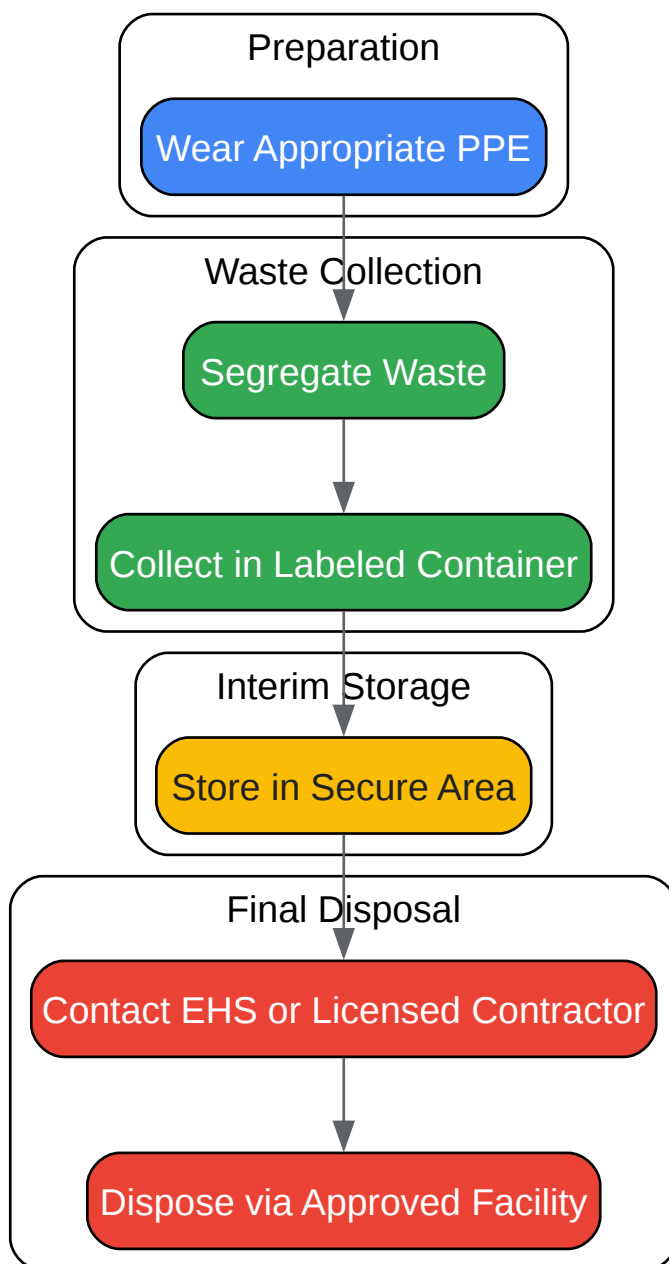 Preparation
Wear Appropriate PPE
Waste Collection
Segregate Waste
Collect in Labeled Container
Interim Storage
Store in Secure Area
Final Disposal
Contact EHS or Licensed Contractor
Dispose via Approved Facility